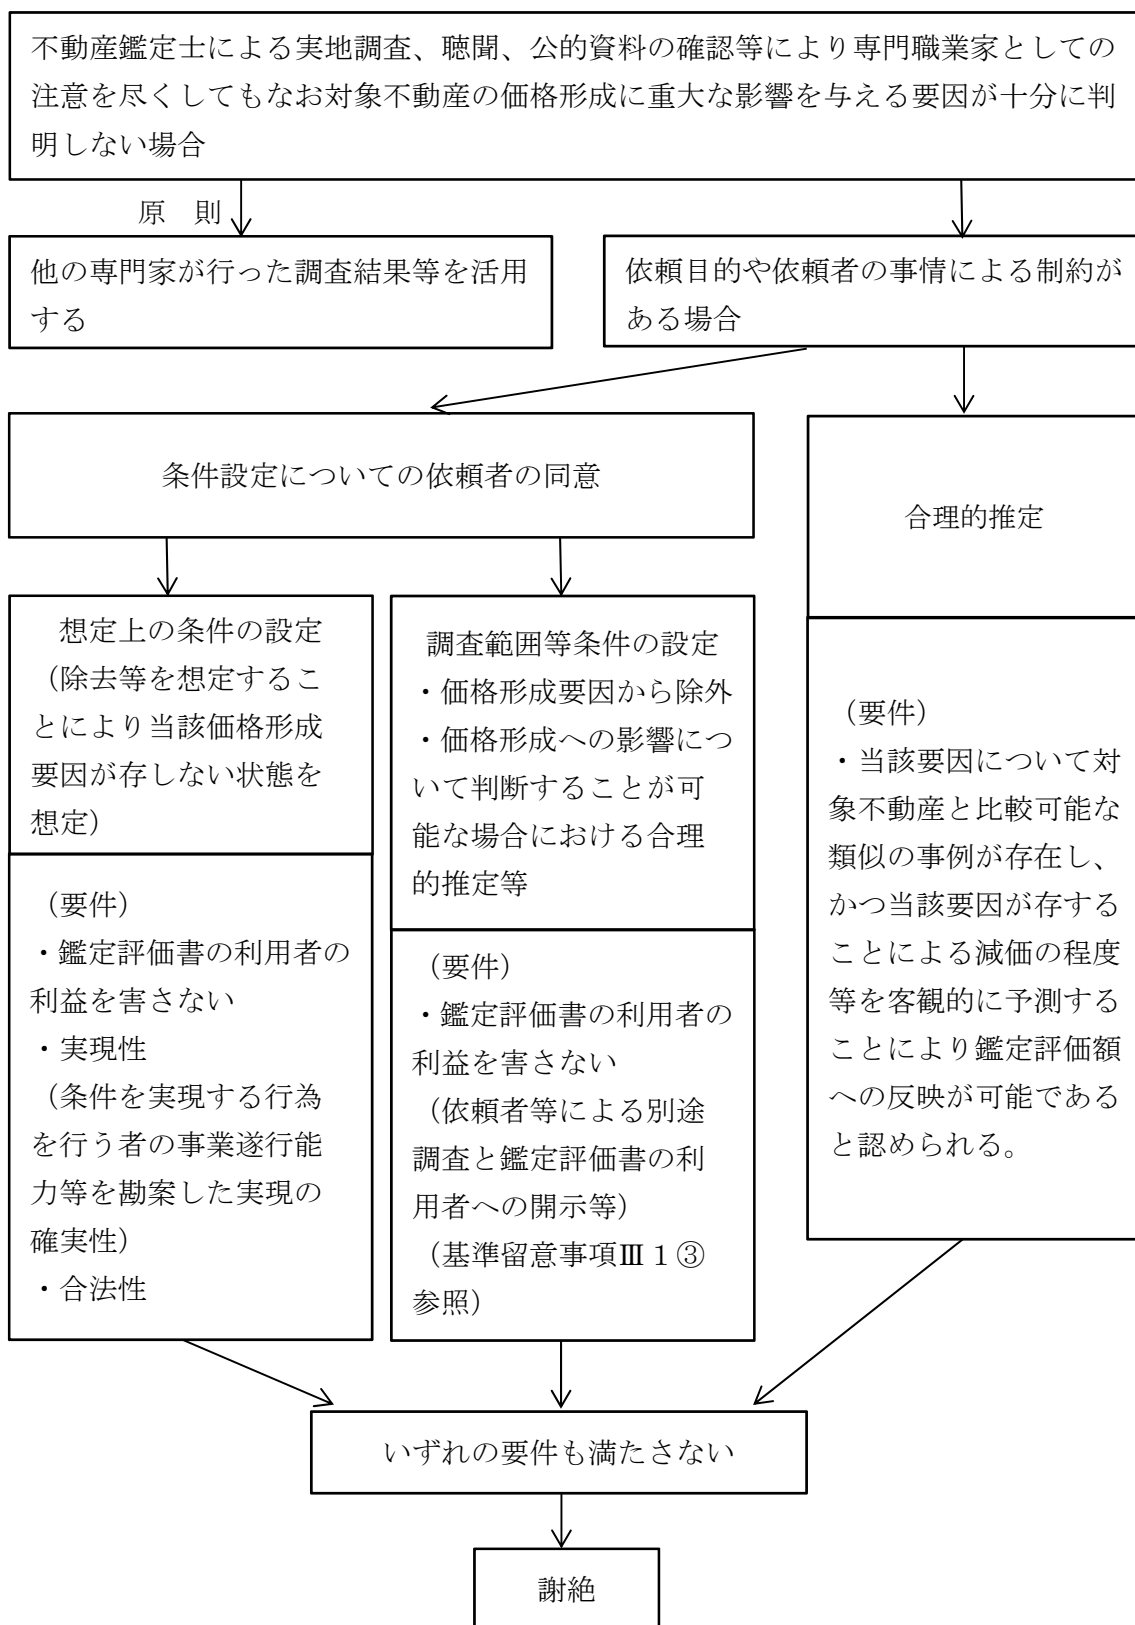 不動産鑑定士による実地調査、聴聞、公的資料の確認等により専門職業家としての
注意を尽くしてもなお対象不動産の価格形成に重大な影響を与える要因が十分に判
明しない場合
原　則
他の専門家が行った調査結果等を活用
する
依頼目的や依頼者の事情による制約が
ある場合
条件設定についての依頼者の同意
合理的推定
想定上の条件の設定
（除去等を想定するこ
とにより当該価格形成
要因が存しない状態を
想定）
（要件）
・鑑定評価書の利用者の
利益を害さない
・実現性
（条件を実現する行為
を行う者の事業遂行能
力等を勘案した実現の
確実性）
・合法性
調査範囲等条件の設定
・価格形成要因から除外
・価格形成への影響につ
いて判断することが可
能な場合における合理
的推定等
（要件）
・鑑定評価書の利用者の
利益を害さない
（依頼者等による別途
調査と鑑定評価書の利
用者への開示等）
（基準留意事項Ⅲ１③
参照）
（要件）
・当該要因について対
象不動産と比較可能な
類似の事例が存在し、
かつ当該要因が存する
ことによる減価の程度
等を客観的に予測する
ことにより鑑定評価額
への反映が可能である
と認められる。
いずれの要件も満たさない
謝絶